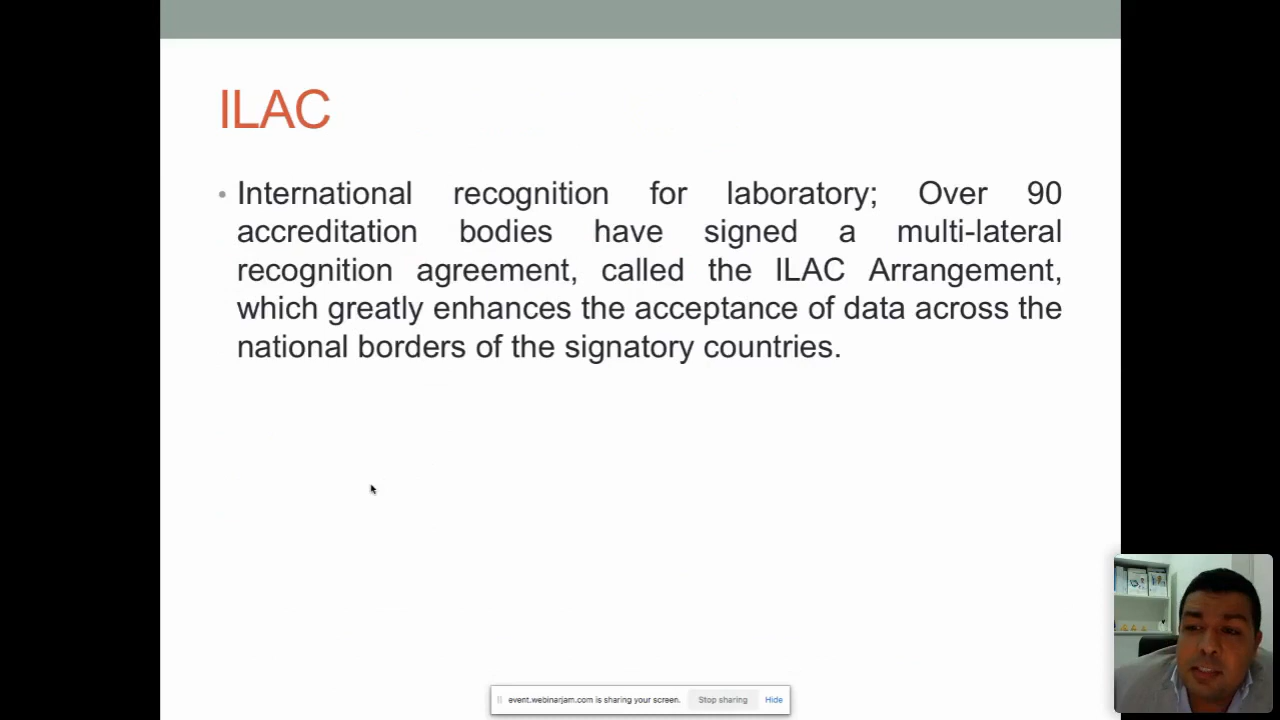 ILAC
• International recognition for laboratory; Over 90
accreditation bodies have signed a multi-lateral
recognition agreement, called the ILAC Arrangement,
which greatly enhances the acceptance of data across the
national borders of the signatory countries.
event.webinarjam.com is sharing your screen. Stop sharing Hide